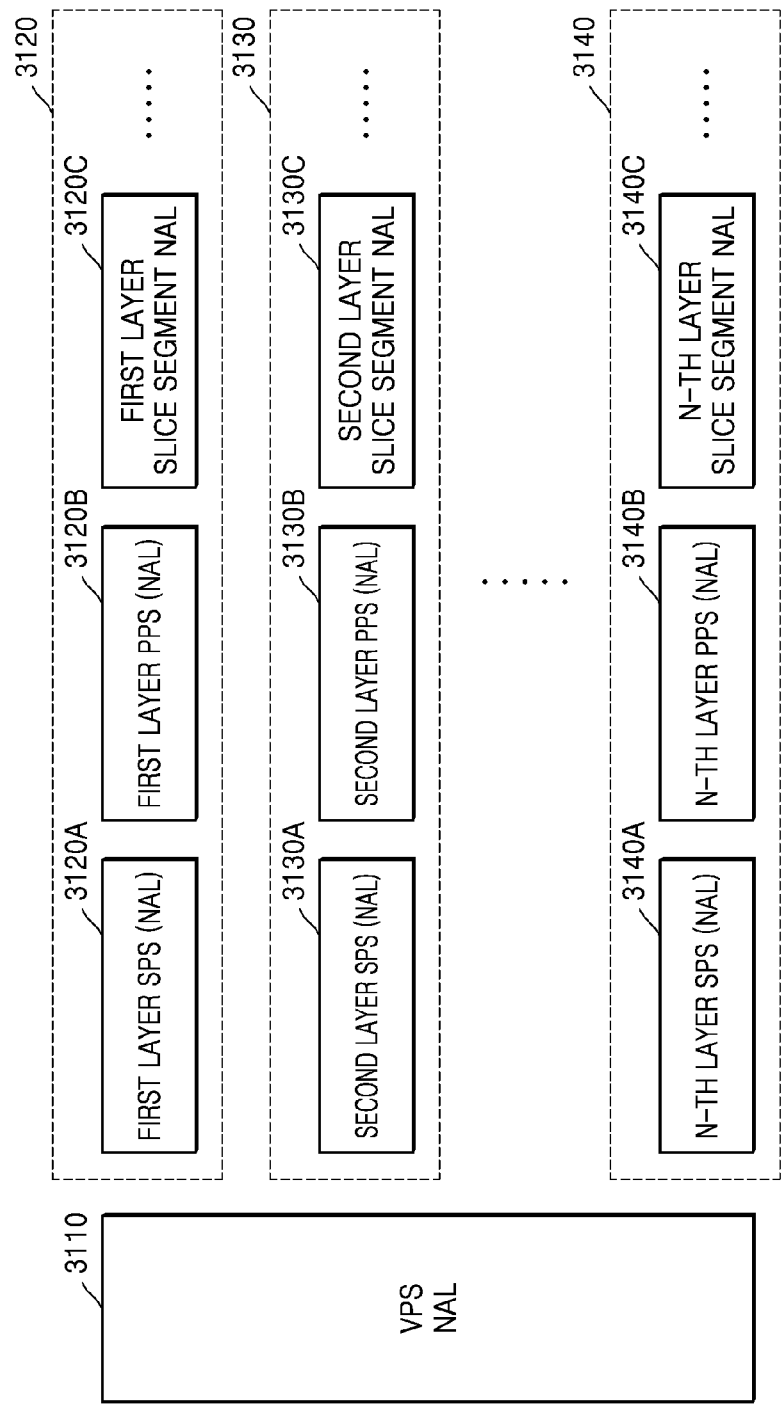 3110
VPS
NAL
3120
3120A
FIRST LAYER SPS (NAL)
3120B
FIRST LAYER PPS (NAL)
3120C
FIRST LAYER
SLICE SEGMENT NAL
.....
3130
3130A
SECOND LAYER SPS (NAL)
3130B
SECOND LAYER PPS (NAL)
3130C
SECOND LAYER
SLICE SEGMENT NAL
.....
.....
3140
3140A
N-TH LAYER SPS (NAL)
3140B
N-TH LAYER PPS (NAL)
3140C
N-TH LAYER
SLICE SEGMENT NAL
.....